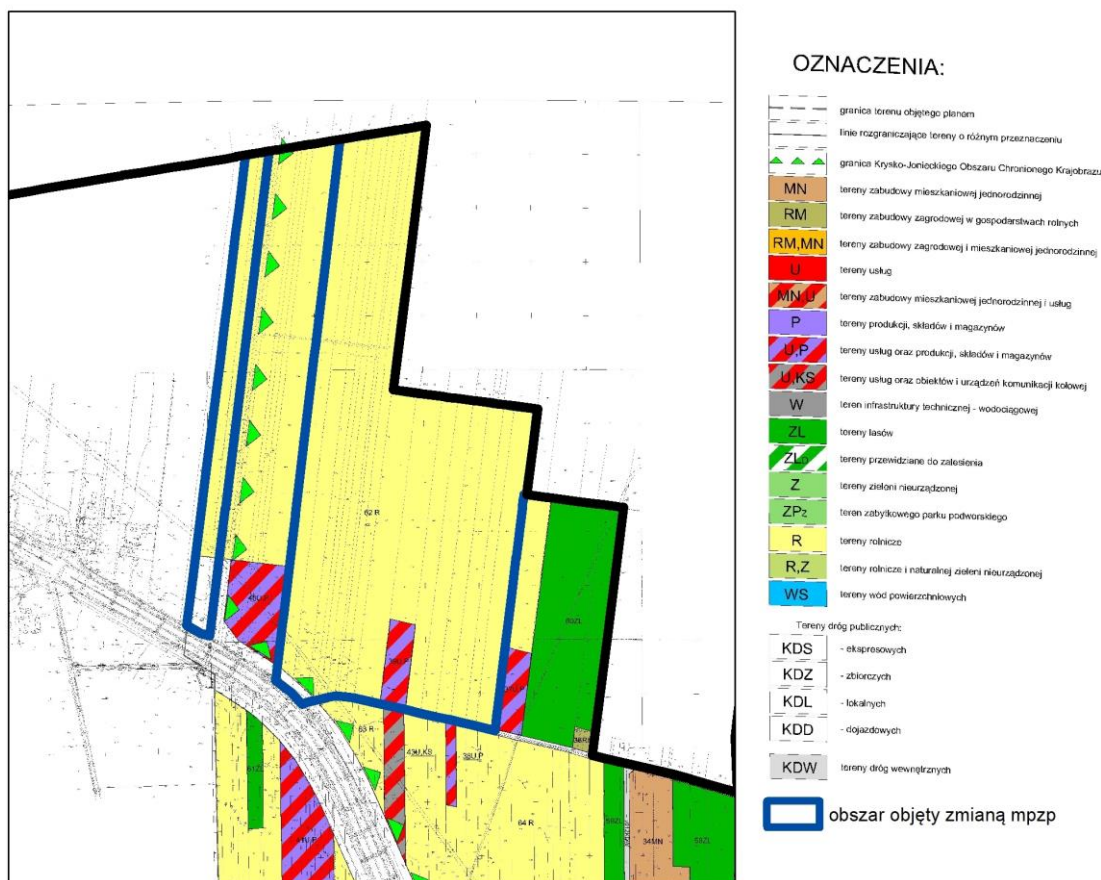 OZNACZENIA:
granica terenu objętego planem
linie rozgraniczające tereny o różnym przeznaczeniu
granica Krysko-Jonieckiego Obszaru Chronionego Krajobrazu
MN tereny zabudowy mieszkaniowej jednorodzinnej
RM tereny zabudowy zagrodowej w gospodarstwach rolnych
RM,MN tereny zabudowy zagrodowej i mieszkaniowej jednorodzinnej
U tereny usług
MN,U tereny zabudowy mieszkaniowej jednorodzinnej i usług
P tereny produkcji, składów i magazynów
U,P tereny usług oraz produkcji, składów i magazynów
U,KS tereny usług oraz obiektów i urządzeń komunikacji kołowej
W teren infrastruktury technicznej - wodociągowej
ZL tereny lasów
ZLD tereny przewidziane do zalesienia
Z tereny zieleni nieurządzonej
ZPz teren zabytkowego parku podworskiego
R tereny rolnicze
R,Z tereny rolnicze i naturalnej zieleni nieurządzonej
WS tereny wód powierzchniowych
Tereny dróg publicznych:
KDS - ekspresowych
KDZ - zbiorczych
KDL - lokalnych
KDD - dojazdowych
KDW tereny dróg wewnętrznych
obszar objęty zmianą mpzp
62 R
63 R
43U,KS
38U,P
64 R
34MN